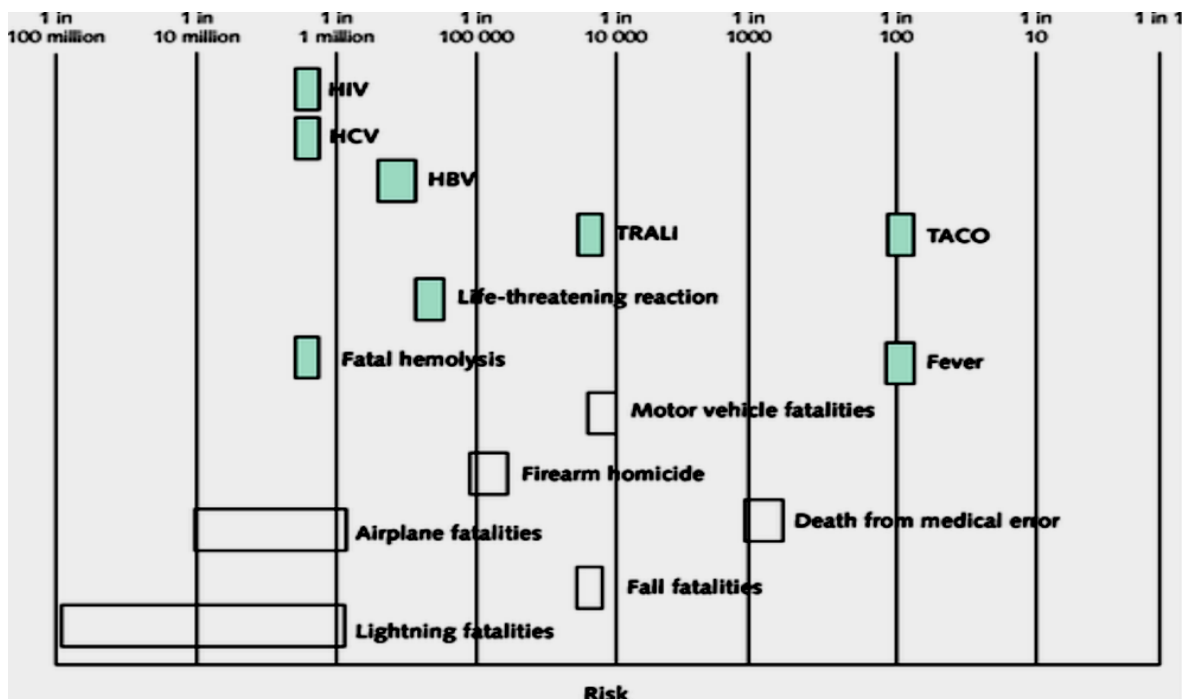 1 in 1 in 1 in 1 in 1 in 1 in 1 in 1 in 1 in 1
100 million 10 million 1 million 100 000 10 000 1000 100 10
HIV
HCV
HBV
TRALI TACO
Life-threatening reaction
Fatal hemolysis Fever
Motor vehicle fatalities
Firearm homicide
Death from medical error
Airplane fatalities
Fall fatalities
Lightning fatalities
Risk